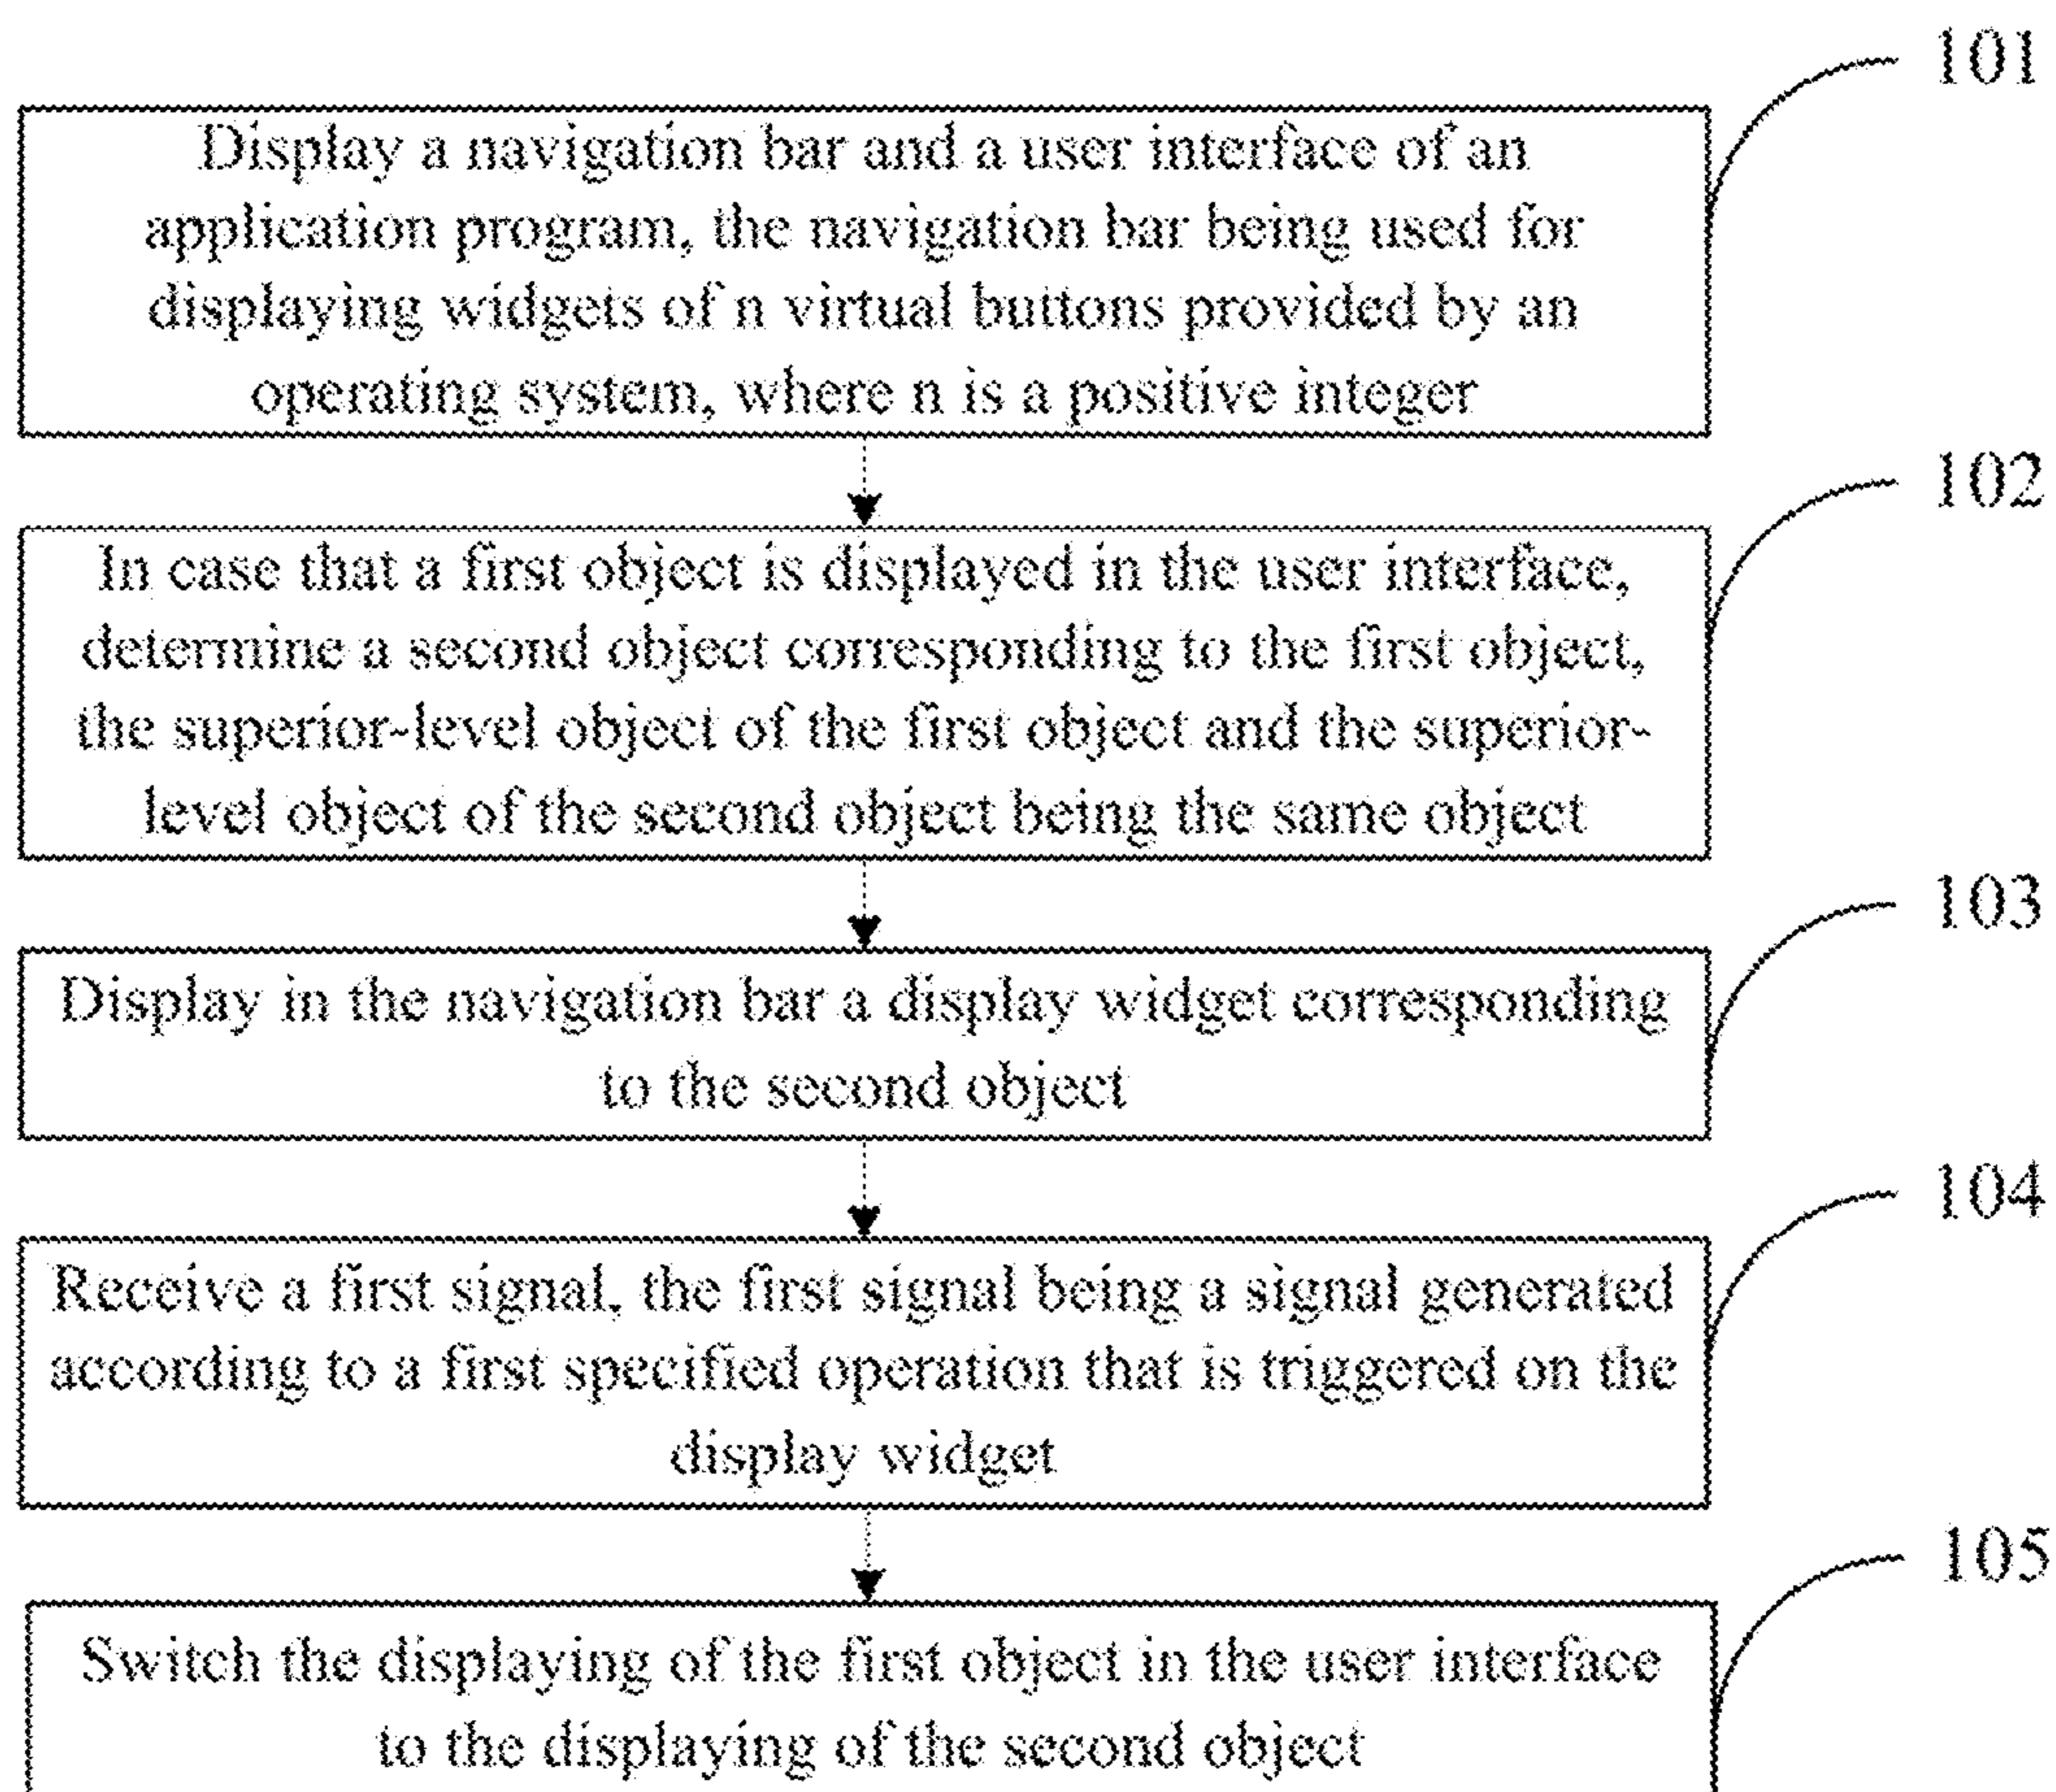 101
Display a navigation bar and a user interface of an
application program, the navigation bar being used for
displaying widgets of n virtual buttons provided by an
operating system, where n is a positive integer
102
In case that a first object is displayed in the user interface,
determine a second object corresponding to the first object,
the superior-level object of the first object and the superior-
level object of the second object being the same object
103
Display in the navigation bar a display widget corresponding
to the second object
104
Receive a first signal, the first signal being a signal generated
according to a first specified operation that is triggered on the
display widget
105
Switch the displaying of the first object in the user interface
to the displaying of the second object